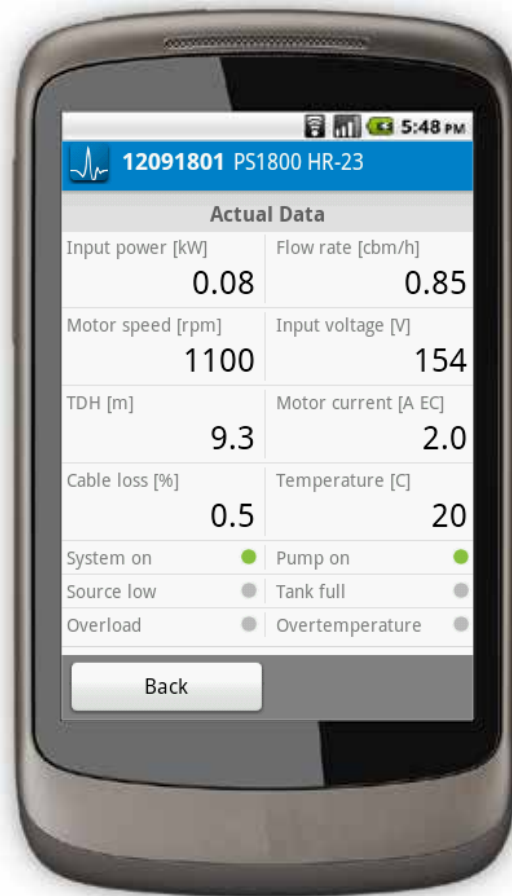 5:48 PM
12091801 PS1800 HR-23
Actual Data
Input power [kW] Flow rate [cbm/h]
0.08 0.85
Motor speed [rpm] Input voltage [V]
1100 154
TDH [m] Motor current [A EC]
9.3 2.0
Cable loss [%] Temperature [C]
0.5 20
System on Pump on
Source low Tank full
Overload Overtemperature
Back